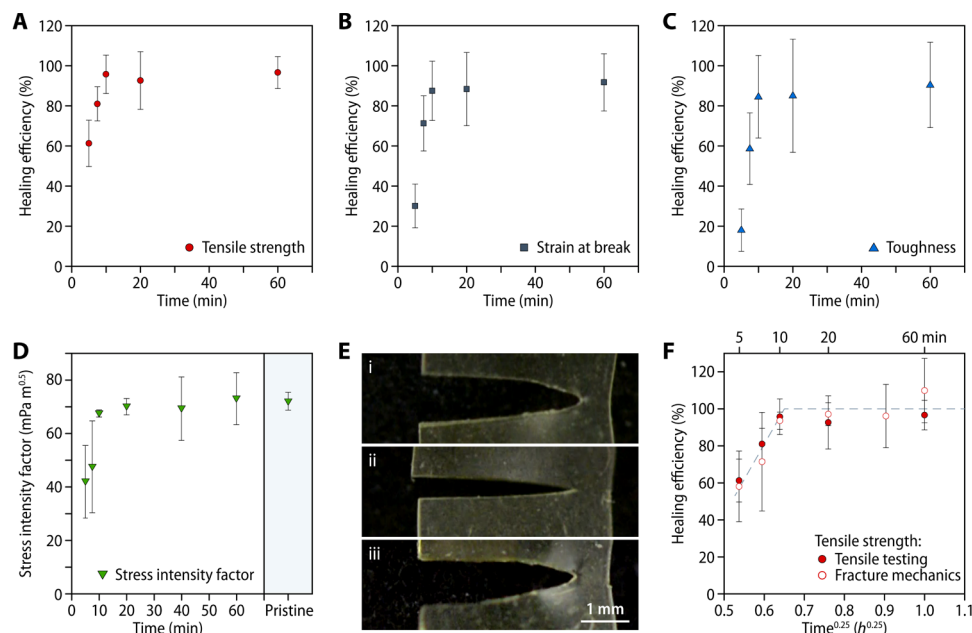 A
Healing efficiency (%)
120
100
80
60
40
20
0
Tensile strength
0 20 40 60
Time (min)
B
Healing efficiency (%)
120
100
80
60
40
20
0
Strain at break
0 20 40 60
Time (min)
C
Healing efficiency (%)
120
100
80
60
40
20
0
Toughness
0 20 40 60
Time (min)
D
Stress intensity factor (mPa m^0.5)
80
60
40
20
0
Stress intensity factor
0 10 20 30 40 50 60 Pristine
Time (min)
E
i
ii
iii
1 mm
F
5 10 20 60 min
Healing efficiency (%)
120
100
80
60
40
20
0
Tensile strength:
Tensile testing
Fracture mechanics
0.5 0.6 0.7 0.8 0.9 1.0 1.1
Time^0.25 (h^0.25)